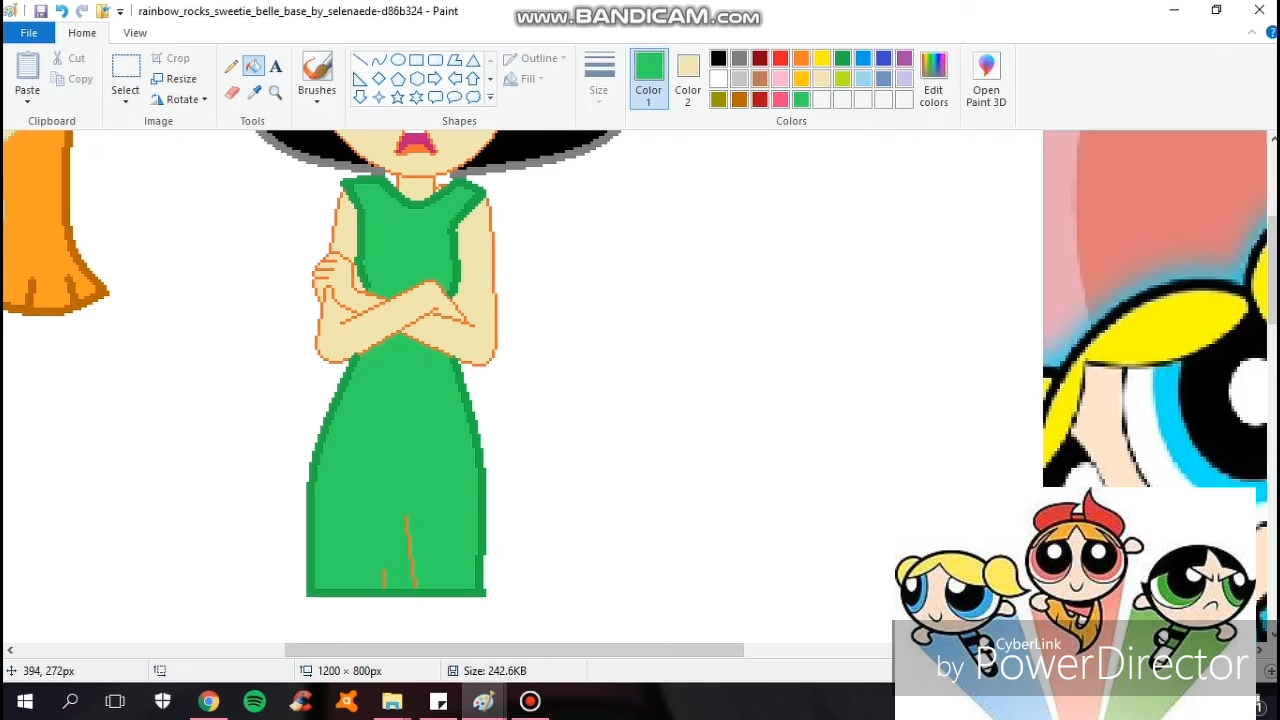 rainbow_rocks_sweetie_belle_base_by_selenaede-d86b324 - Paint
www.BANDICAM.com
File
Home
View
Paste
Cut
Copy
Clipboard
Select
Crop
Resize
Rotate
Image
A
Tools
Brushes
Outline
Fill
Shapes
Size
Color 1
Color 2
Edit colors
Open Paint 3D
Colors
394, 272px
1200 × 800px
Size: 242.6KB
CyberLink
by PowerDirector